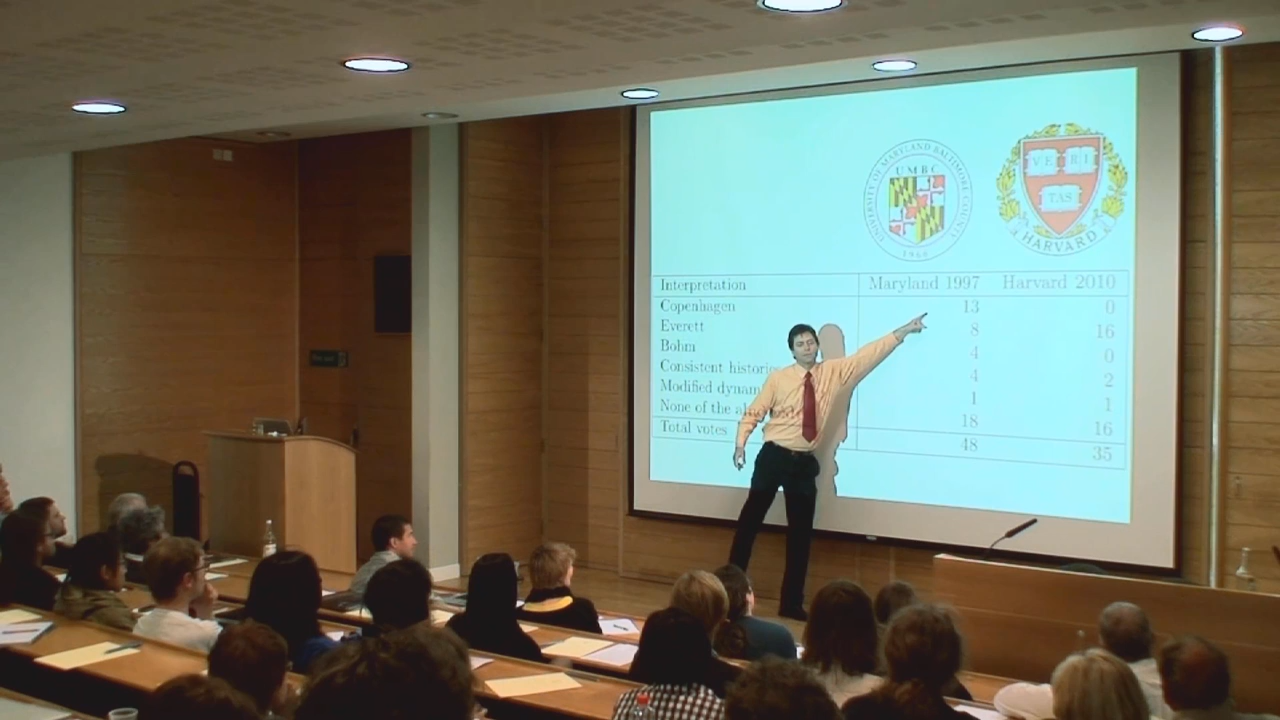 UNIVERSITY OF MARYLAND BALTIMORE COUNTY
UMBC
1966
VE RI
TAS
HARVARD
Interpretation Maryland 1997 Harvard 2010
Copenhagen 13 0
Everett 8 16
Bohm 4 0
Consistent histories 4 2
Modified dynam 1 1
None of the a 18 16
Total votes 48 35